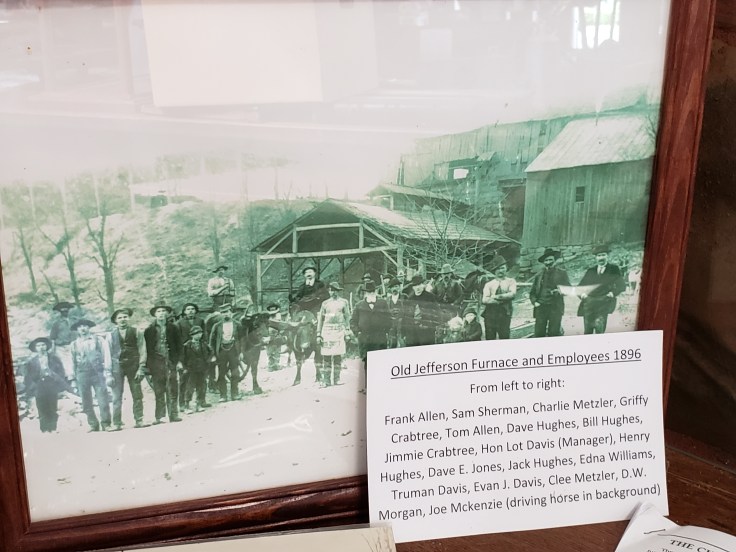 Old Jefferson Furnace and Employees 1896
From left to right:
Frank Allen, Sam Sherman, Charlie Metzler, Griffy
Crabtree, Tom Allen, Dave Hughes, Bill Hughes,
Jimmie Crabtree, Hon Lot Davis (Manager), Henry
Hughes, Dave E. Jones, Jack Hughes, Edna Williams,
Truman Davis, Evan J. Davis, Clee Metzler, D.W.
Morgan, Joe Mckenzie (driving horse in background)
THE